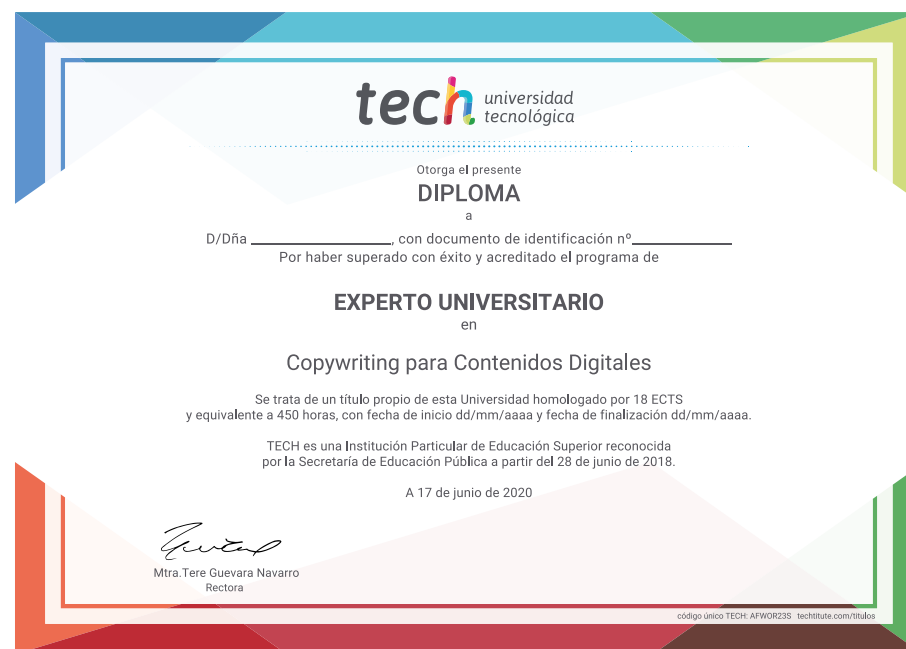 tech universidad
tecnológica
Otorga el presente
DIPLOMA
a
D/Dña ____________________, con documento de identificación nº______________
Por haber superado con éxito y acreditado el programa de
EXPERTO UNIVERSITARIO
en
Copywriting para Contenidos Digitales
Se trata de un título propio de esta Universidad homologado por 18 ECTS
y equivalente a 450 horas, con fecha de inicio dd/mm/aaaa y fecha de finalización dd/mm/aaaa.
TECH es una Institución Particular de Educación Superior reconocida
por la Secretaría de Educación Pública a partir del 28 de junio de 2018.
A 17 de junio de 2020
Mtra.Tere Guevara Navarro
Rectora
código único TECH: AFWOR23S techtitute.com/titulos